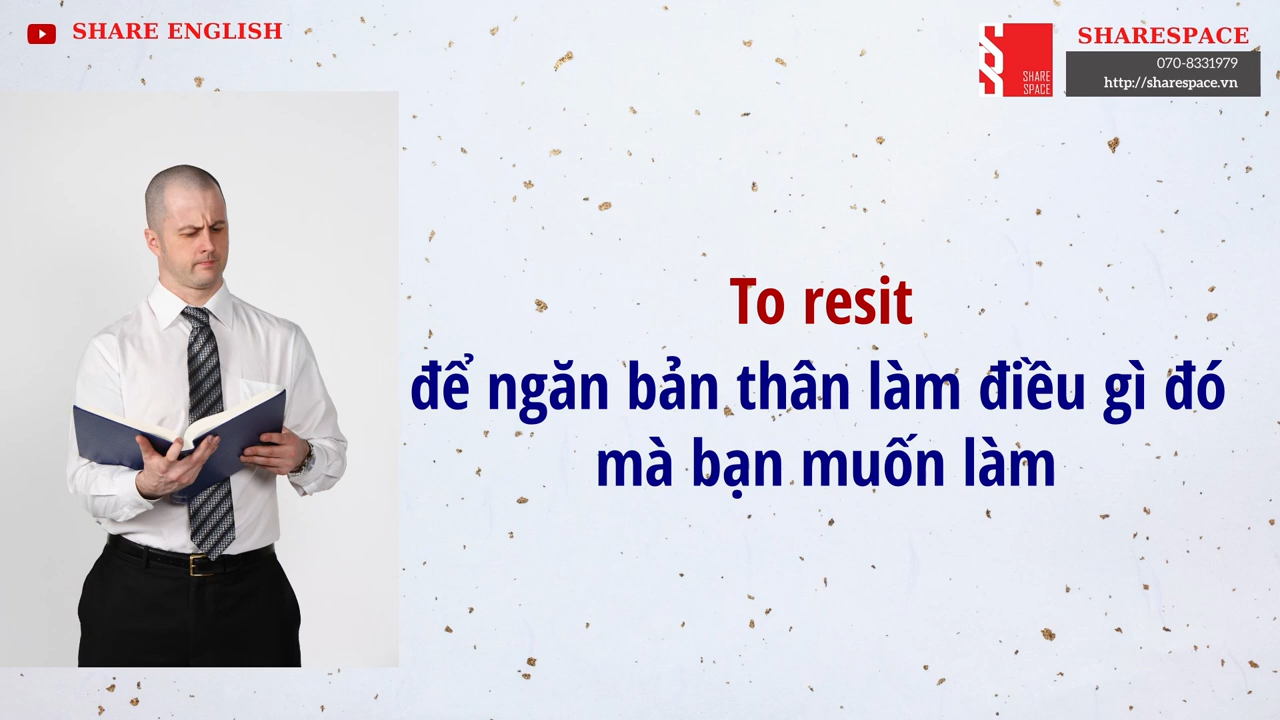 SHARE ENGLISH
SHARESPACE
070-8331979
http://sharespace.vn
SHARE
SPACE
To resit
để ngăn bản thân làm điều gì đó
mà bạn muốn làm